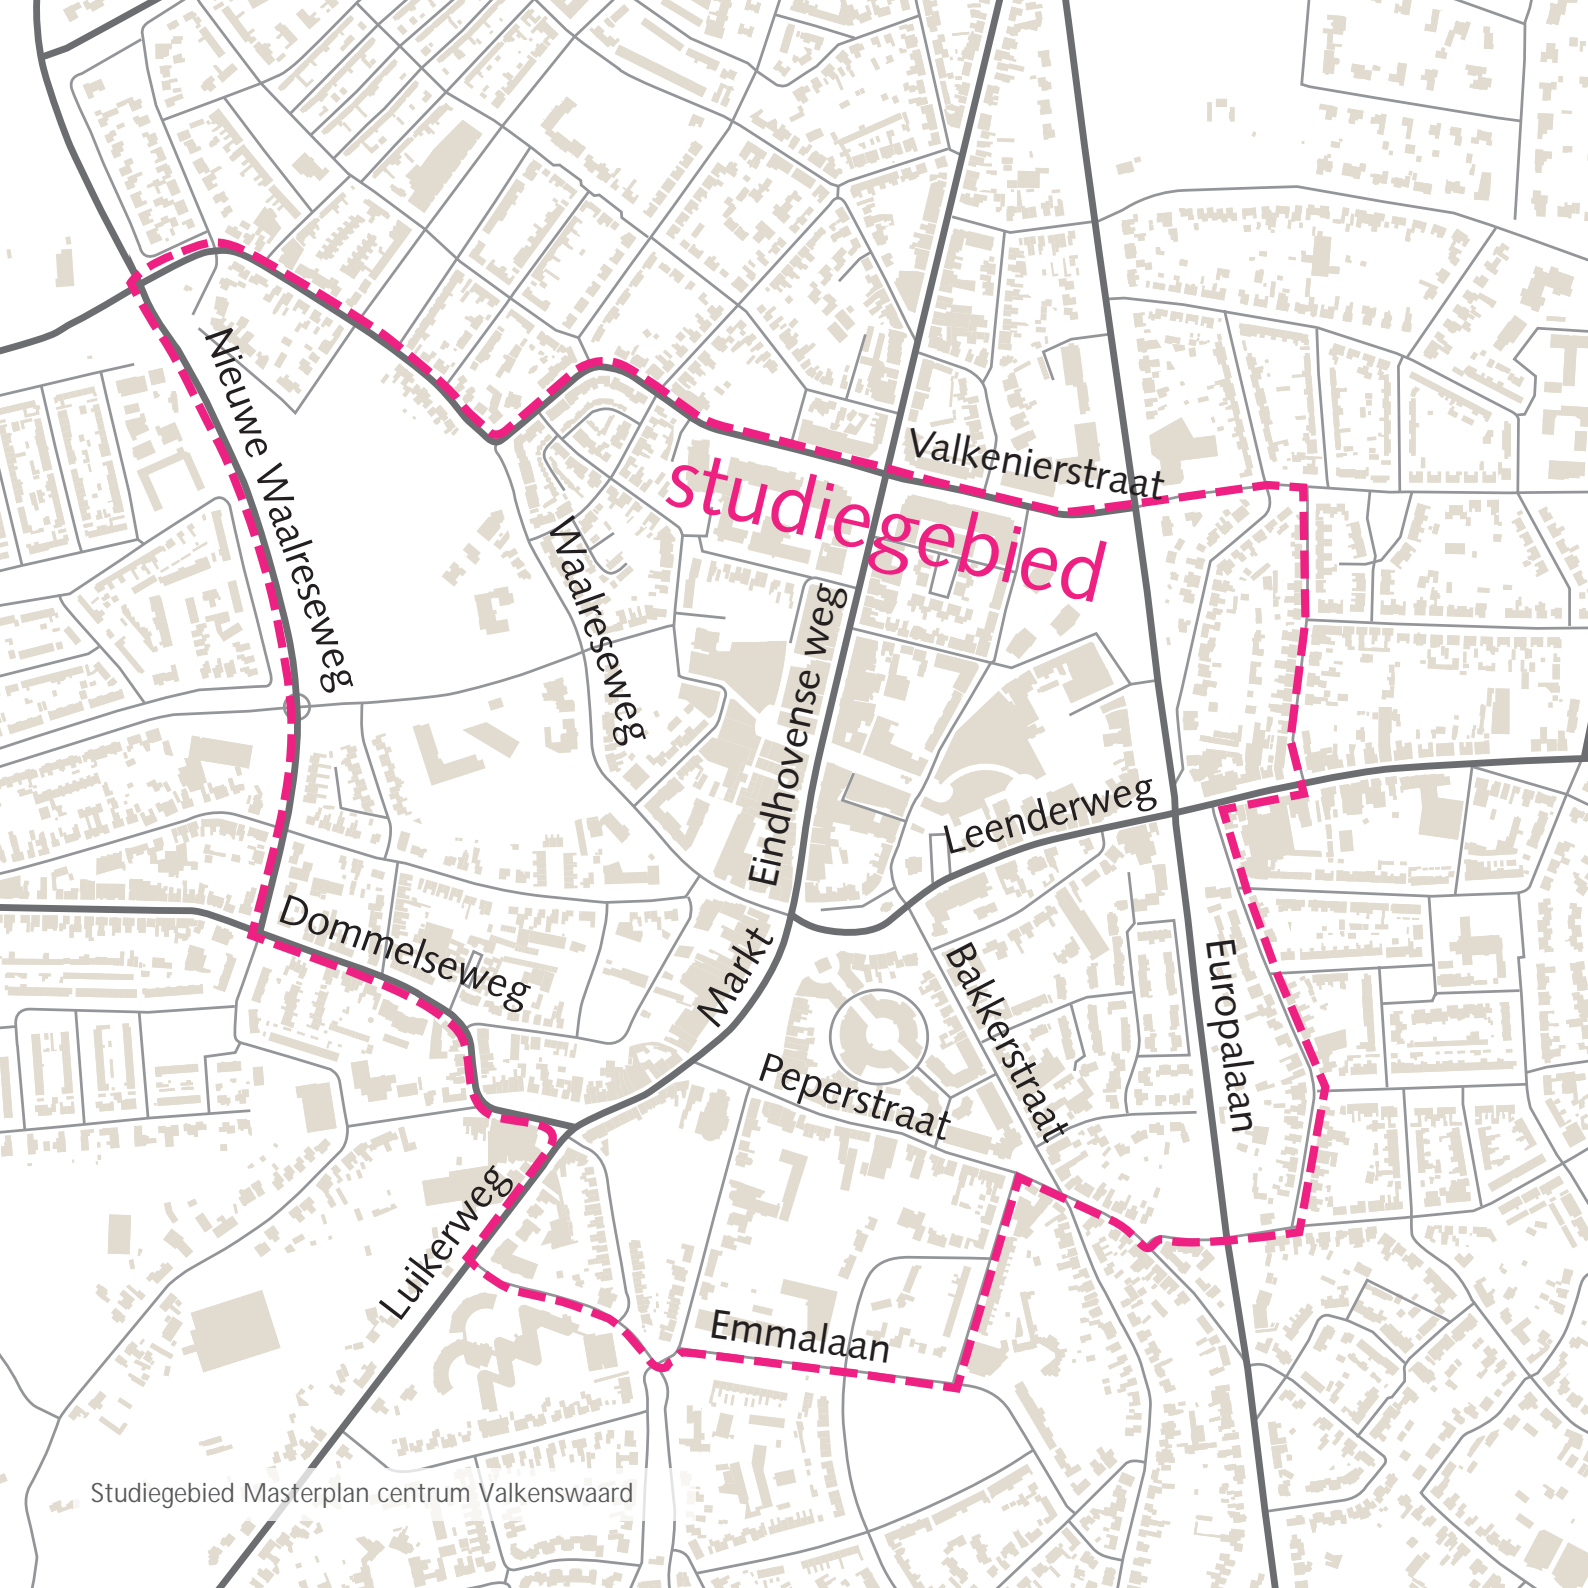 Nieuwe Waalreseweg
Valkenierstraat
studiegebied
Waalreseweg
Eindhovense weg
Leenderweg
Dommelseweg
Markt
Bakkerstraat
Europalaan
Peperstraat
Luikerweg
Emmalaan
Studiegebied Masterplan centrum Valkenswaard